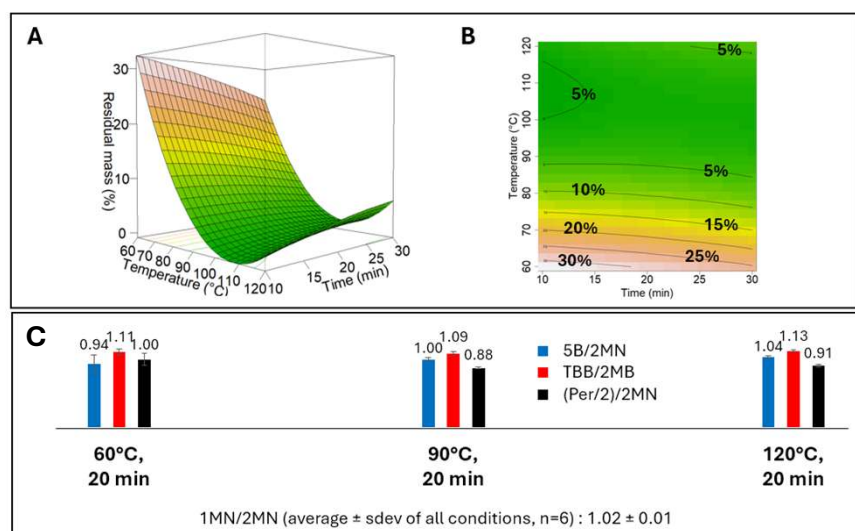 A
B
30
20
10
0
Residual mass (%)
60
70
80
90
100
110
120
Temperature (°C)
10
15
20
25
30
Time (min)
120
110
100
90
80
70
60
Temperature (°C)
5%
5%
5%
10%
15%
20%
25%
30%
10
15
20
25
30
Time (min)
C
0.94
1.11
1.00
1.00
1.09
0.88
1.04
1.13
0.91
5B/2MN
TBB/2MB
(Per/2)/2MN
60°C,
20 min
90°C,
20 min
120°C,
20 min
1MN/2MN (average ± sdev of all conditions, n=6) : 1.02 ± 0.01